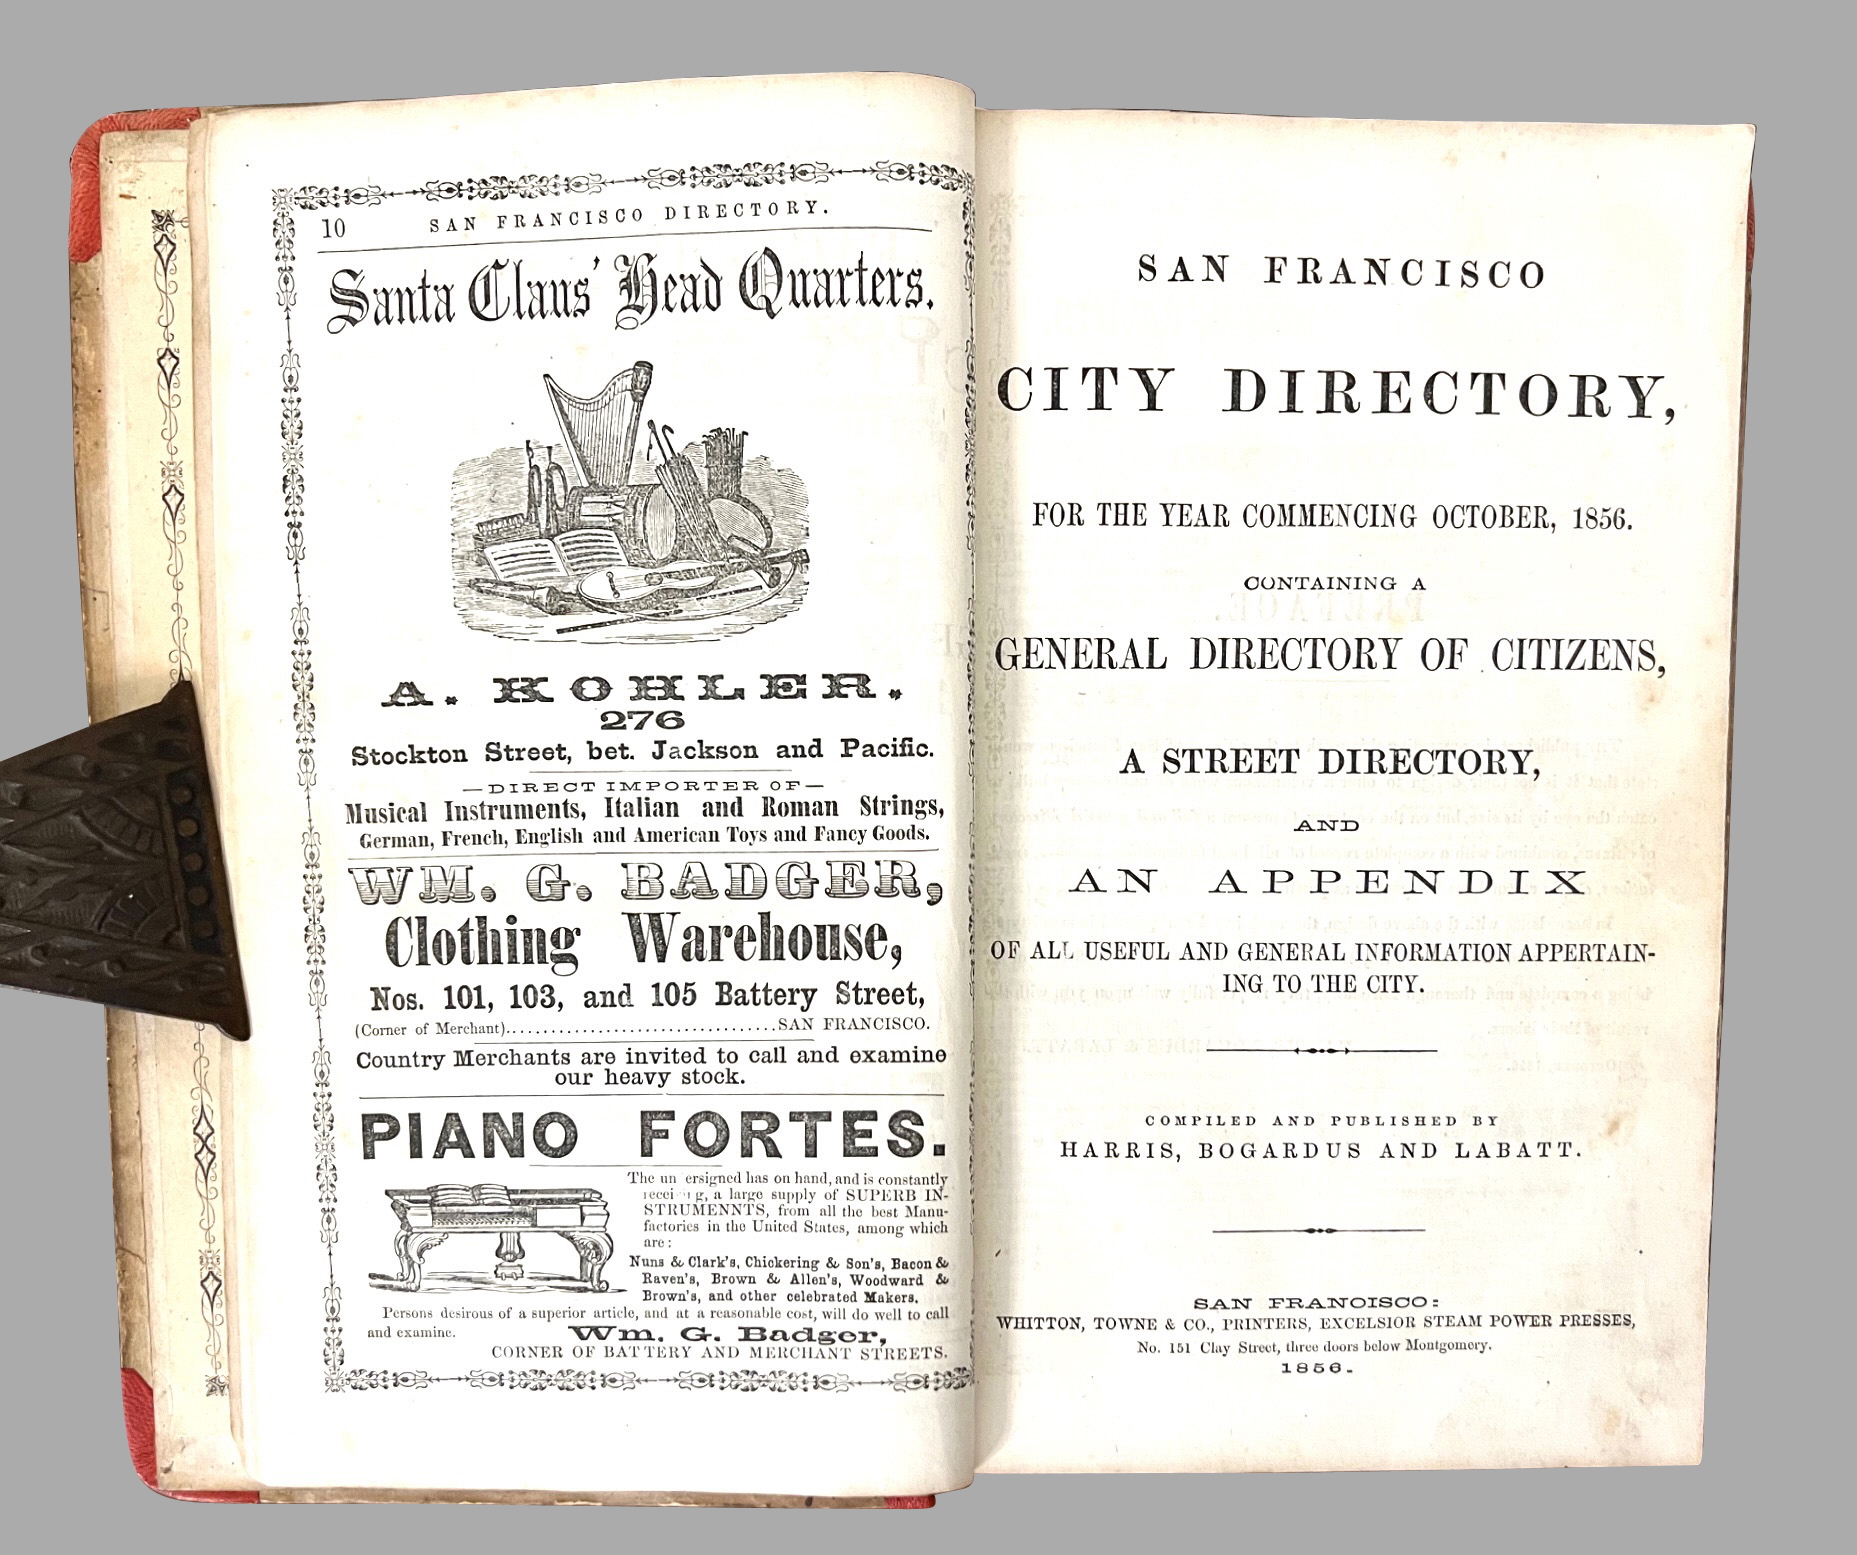 10 SAN FRANCISCO DIRECTORY.
Santa Claus' Head Quarters.
A. KOHLER.
276
Stockton Street, bet. Jackson and Pacific.
—DIRECT IMPORTER OF—
Musical Instruments, Italian and Roman Strings,
German, French, English and American Toys and Fancy Goods.
WM. G. BADGER,
Clothing Warehouse,
Nos. 101, 103, and 105 Battery Street,
(Corner of Merchant)..................................SAN FRANCISCO.
Country Merchants are invited to call and examine
our heavy stock.
PIANO FORTES.
The un ersigned has on hand, and is constantly
a large supply of SUPERB IN-
STRUMENNTS, from all the best Manu-
factories in the United States, among which
are:
Nuns & Clark's, Chickering & Son's, Bacon &
Raven's, Brown & Allen's, Woodward &
Brown's, and other celebrated Makers.
Persons desirous of a superior article, and at a reasonable cost, will do well to call
and examine. Wm. G. Badger,
CORNER OF BATTERY AND MERCHANT STREETS.
SAN FRANCISCO
CITY DIRECTORY,
FOR THE YEAR COMMENCING OCTOBER, 1856.
CONTAINING A
GENERAL DIRECTORY OF CITIZENS,
A STREET DIRECTORY,
AND
AN APPENDIX
OF ALL USEFUL AND GENERAL INFORMATION APPERTAIN-
ING TO THE CITY.
COMPILED AND PUBLISHED BY
HARRIS, BOGARDUS AND LABATT.
SAN FRANCISCO:
WHITTON, TOWNE & CO., PRINTERS, EXCELSIOR STEAM POWER PRESSES,
No. 151 Clay Street, three doors below Montgomery.
1856.